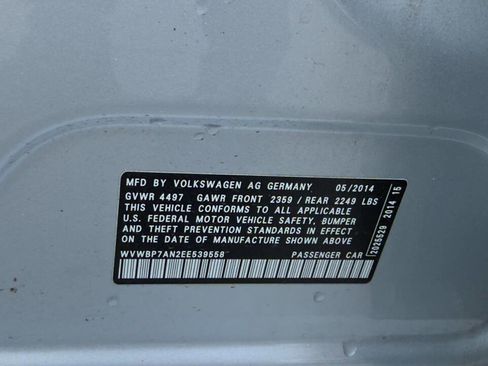 MFD BY VOLKSWAGEN AG GERMANY 05/2014
GVWR 4497 GAWR FRONT 2359 / REAR 2249 LBS
THIS VEHICLE CONFORMS TO ALL APPLICABLE
U.S. FEDERAL MOTOR VEHICLE SAFETY, BUMPER
AND THEFT PREVENTION STANDARDS IN EFFECT
ON THE DATE OF MANUFACTURE SHOWN ABOVE
WVWBP7AN2EE539558 PASSENGER CAR
2025629 2014 15